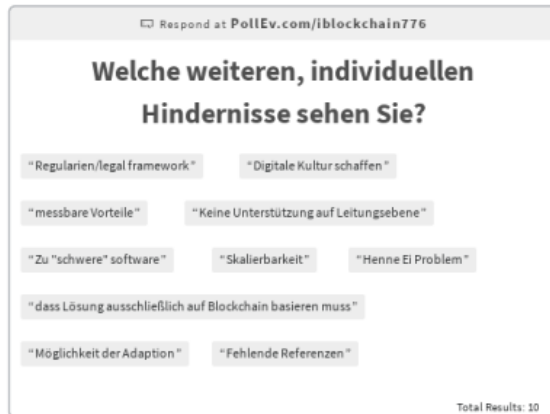 Respond at PollEv.com/iblockchain776
Welche weiteren, individuellen
Hindernisse sehen Sie?
“Regularien/legal framework” “Digitale Kultur schaffen”
“messbare Vorteile” “Keine Unterstützung auf Leitungsebene”
“Zu "schwere" software” “Skalierbarkeit” “Henne Ei Problem”
“dass Lösung ausschließlich auf Blockchain basieren muss”
“Möglichkeit der Adaption” “Fehlende Referenzen”
Total Results: 10